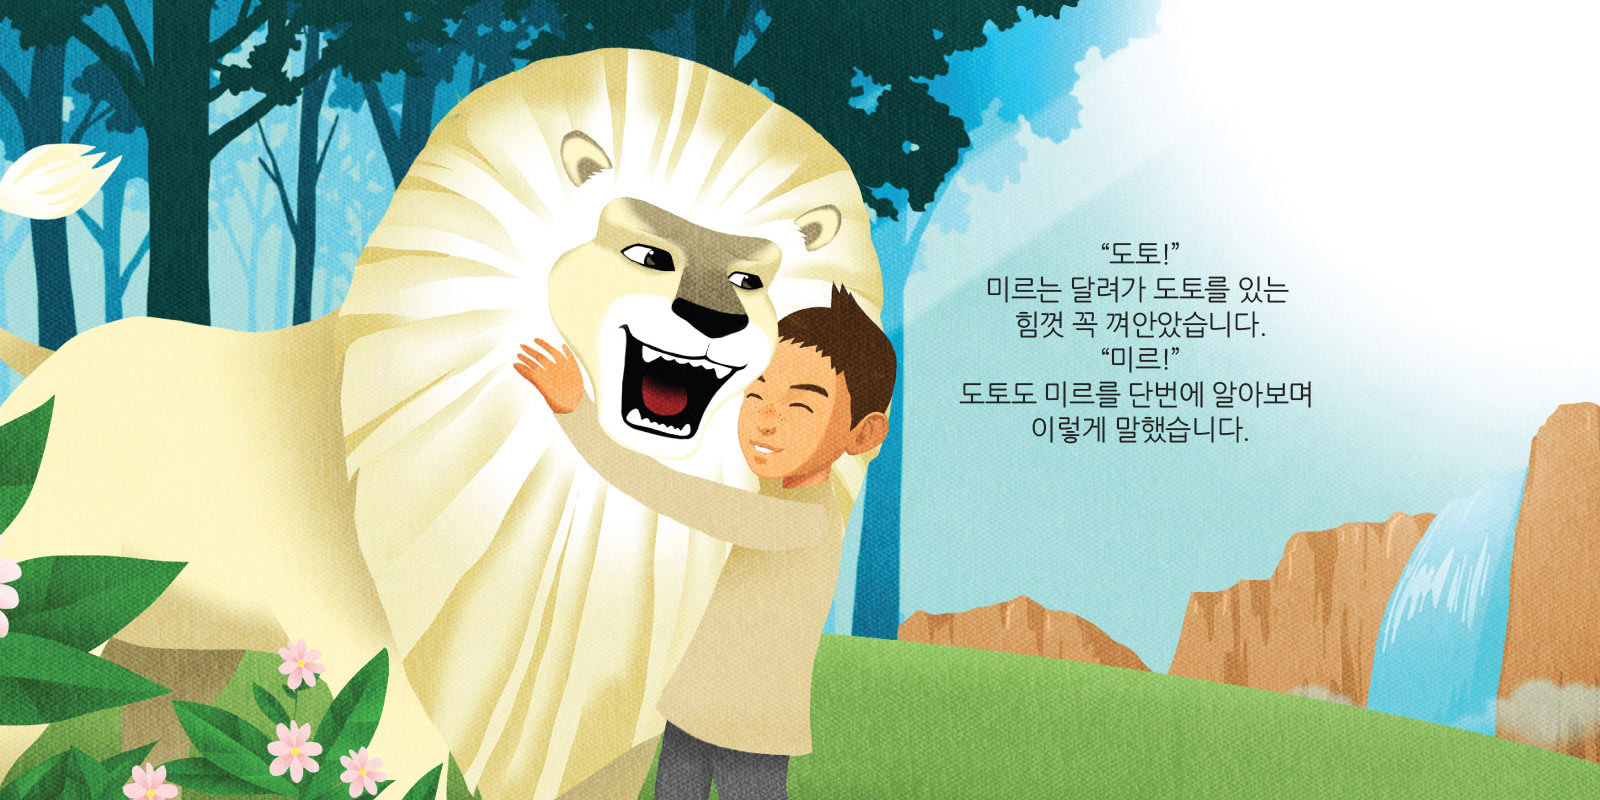 “도토!”
미르는 달려가 도토를 있는
힘껏 꼭 껴안았습니다.
“미르!”
도토도 미르를 단번에 알아보며
이렇게 말했습니다.